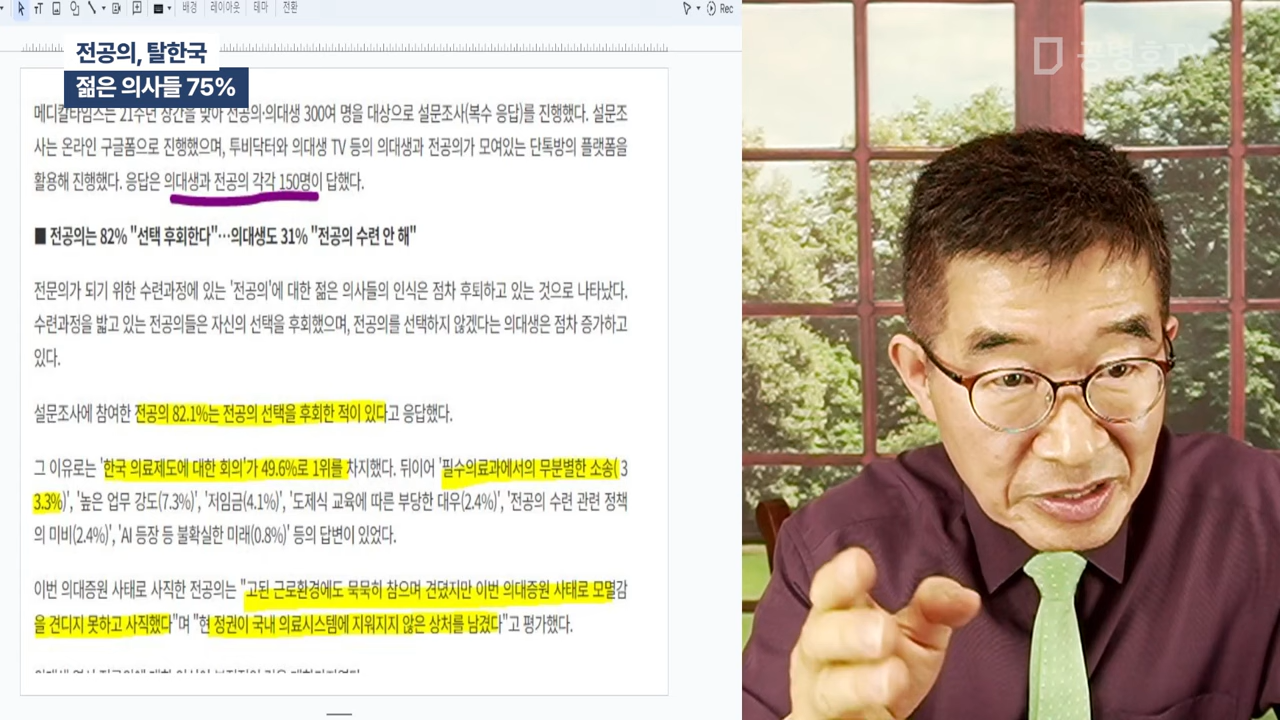 배경 레이아웃 테마 전환
Rec
전공의, 탈한국
젊은 의사들 75%
공병호TV
메디칼타임즈는 21주년 창간을 맞아 전공의·의대생 300여 명을 대상으로 설문조사(복수 응답)를 진행했다. 설문조
사는 온라인 구글폼으로 진행했으며, 투비닥터와 의대생 TV 등의 의대생과 전공의가 모여있는 단톡방의 플랫폼을
활용해 진행했다. 응답은 의대생과 전공의 각각 150명이 답했다.
■ 전공의는 82% "선택 후회한다"…의대생도 31% "전공의 수련 안 해"
전문의가 되기 위한 수련과정에 있는 '전공의'에 대한 젊은 의사들의 인식은 점차 후퇴하고 있는 것으로 나타났다.
수련과정을 밟고 있는 전공의들은 자신의 선택을 후회했으며, 전공의를 선택하지 않겠다는 의대생은 점차 증가하고
있다.
설문조사에 참여한 전공의 82.1%는 전공의 선택을 후회한 적이 있다고 응답했다.
그 이유로는 '한국 의료제도에 대한 회의'가 49.6%로 1위를 차지했다. 뒤이어 '필수의료과에서의 무분별한 소송( 3
3.3%)', '높은 업무 강도(7.3%)', '저임금(4.1%)', '도제식 교육에 따른 부당한 대우(2.4%)', '전공의 수련 관련 정책
의 미비(2.4%)', 'AI 등장 등 불확실한 미래(0.8%)' 등의 답변이 있었다.
이번 의대증원 사태로 사직한 전공의는 "고된 근로환경에도 묵묵히 참으며 견뎠지만 이번 의대증원 사태로 모멸감
을 견디지 못하고 사직했다"며 "현 정권이 국내 의료시스템에 지워지지 않은 상처를 남겼다"고 평가했다.